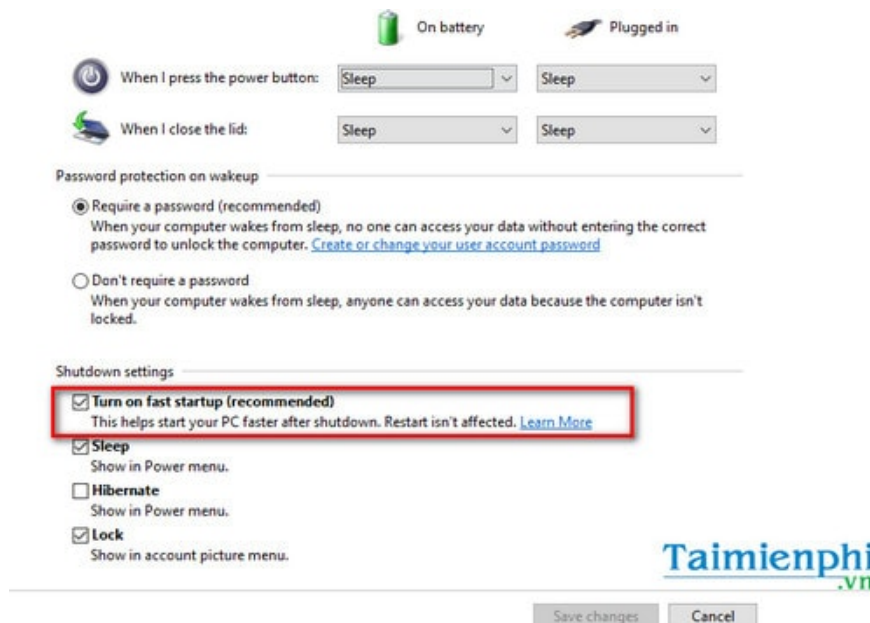 On battery Plugged in
When I press the power button: Sleep Sleep
When I close the lid: Sleep Sleep
Password protection on wakeup
Require a password (recommended)
When your computer wakes from sleep, no one can access your data without entering the correct
password to unlock the computer. Create or change your user account password
Don't require a password
When your computer wakes from sleep, anyone can access your data because the computer isn't
locked.
Shutdown settings
Turn on fast startup (recommended)
This helps start your PC faster after shutdown. Restart isn't affected. Learn More
Sleep
Show in Power menu.
Hibernate
Show in Power menu.
Lock
Show in account picture menu.
Taimienphi
.vn
Save changes Cancel